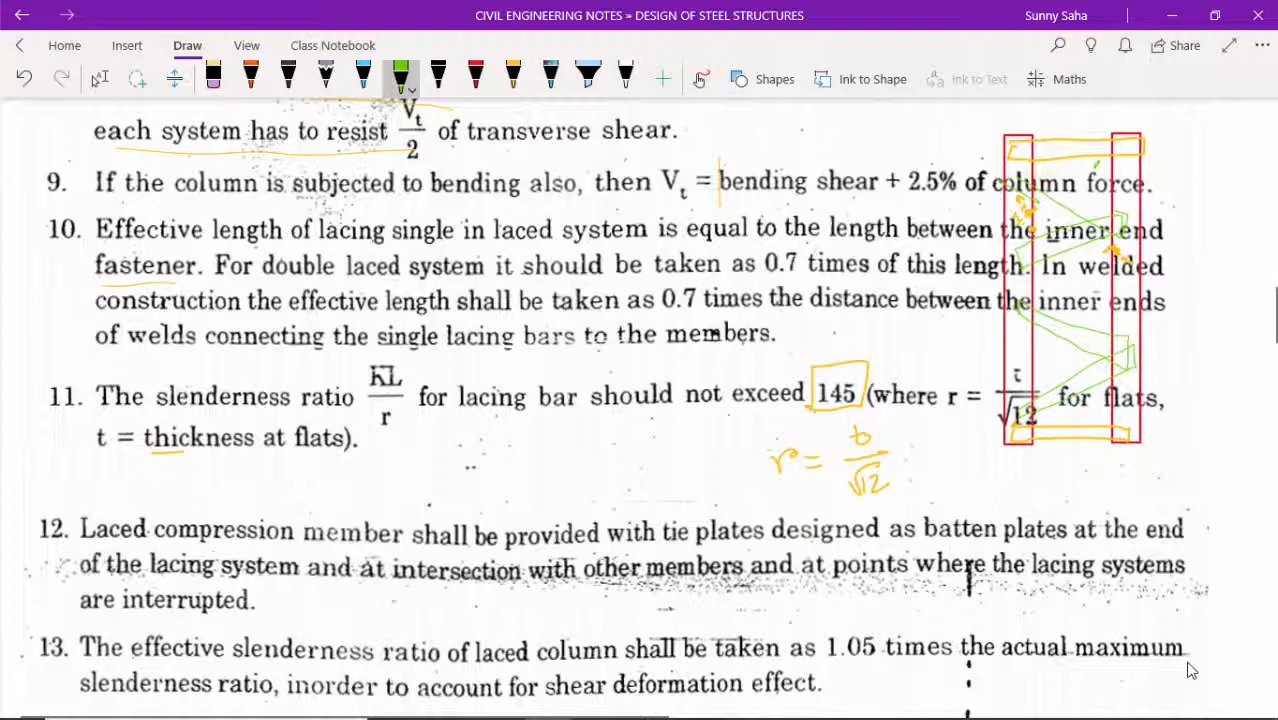 CIVIL ENGINEERING NOTES » DESIGN OF STEEL STRUCTURES
Sunny Saha
Home Insert Draw View Class Notebook Share
Shapes Ink to Shape Ink to Text Maths
each system has to resist Vt/2 of transverse shear.
9. If the column is subjected to bending also, then Vt = bending shear + 2.5% of column force.
10. Effective length of lacing single in laced system is equal to the length between the inner end
fastener. For double laced system it should be taken as 0.7 times of this length. In welded
construction the effective length shall be taken as 0.7 times the distance between the inner ends
of welds connecting the single lacing bars to the members.
11. The slenderness ratio KL/r for lacing bar should not exceed 145 (where r = t/√12 for flats,
t = thickness at flats).
r = t/√12
12. Laced compression member shall be provided with tie plates designed as batten plates at the end
of the lacing system and at intersection with other members and at points where the lacing systems
are interrupted.
13. The effective slenderness ratio of laced column shall be taken as 1.05 times the actual maximum
slenderness ratio, inorder to account for shear deformation effect.